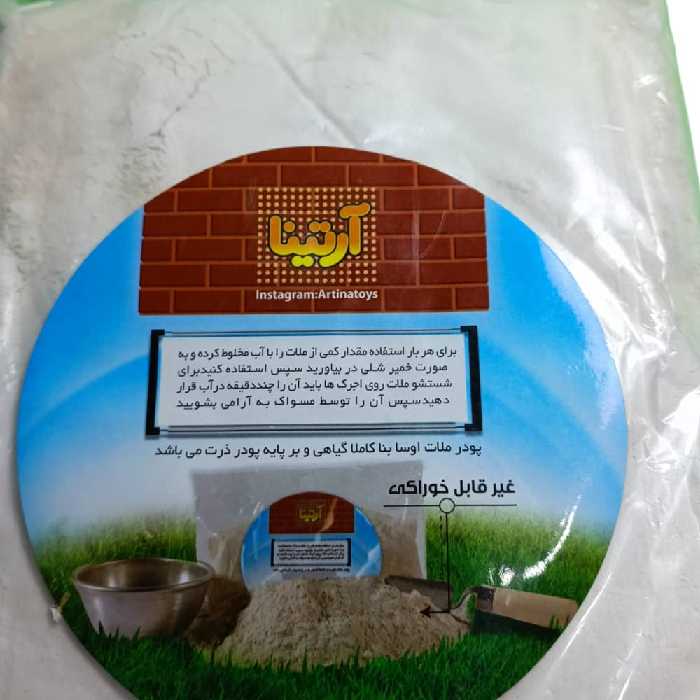 آرتینا
Instagram:Artinatoys
برای هر بار استفاده مقدار کمی از ملات را با آب مخلوط کرده و به
صورت خمیر شلی در بیاورید سپس استفاده کنیدبرای
شستشو ملات روی اجرک ها باید آن را چنددقیقه درآب قرار
دهیدسپس آن را توسط مسواک به آرامی بشویید
پودر ملات اوسا بنا کاملا گیاهی و بر پایه پودر ذرت می باشد
غیر قابل خوراکی
آرتینا